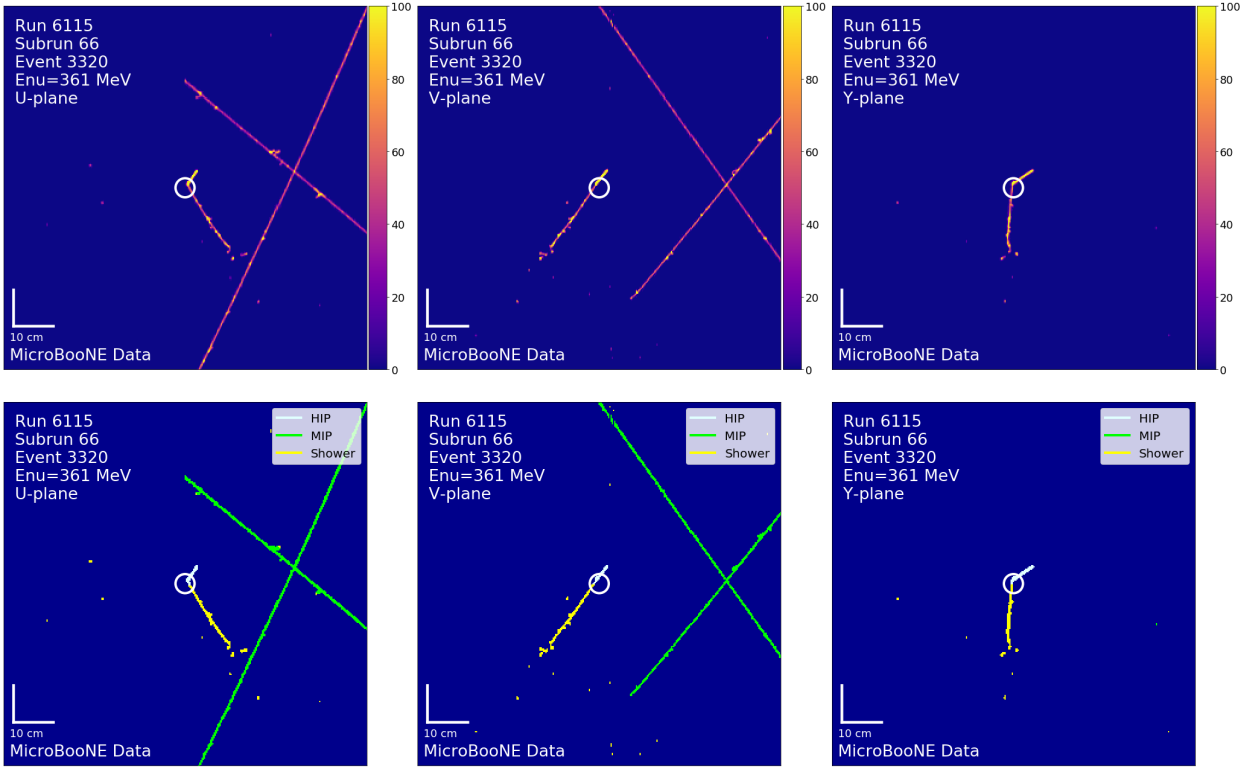 Run 6115
Subrun 66
Event 3320
Enu=361 MeV
U-plane
10 cm
MicroBooNE Data
100
80
60
40
20
0
Run 6115
Subrun 66
Event 3320
Enu=361 MeV
V-plane
10 cm
MicroBooNE Data
100
80
60
40
20
0
Run 6115
Subrun 66
Event 3320
Enu=361 MeV
Y-plane
10 cm
MicroBooNE Data
100
80
60
40
20
0
Run 6115
Subrun 66
Event 3320
Enu=361 MeV
U-plane
HIP
MIP
Shower
10 cm
MicroBooNE Data
Run 6115
Subrun 66
Event 3320
Enu=361 MeV
V-plane
HIP
MIP
Shower
10 cm
MicroBooNE Data
Run 6115
Subrun 66
Event 3320
Enu=361 MeV
Y-plane
HIP
MIP
Shower
10 cm
MicroBooNE Data